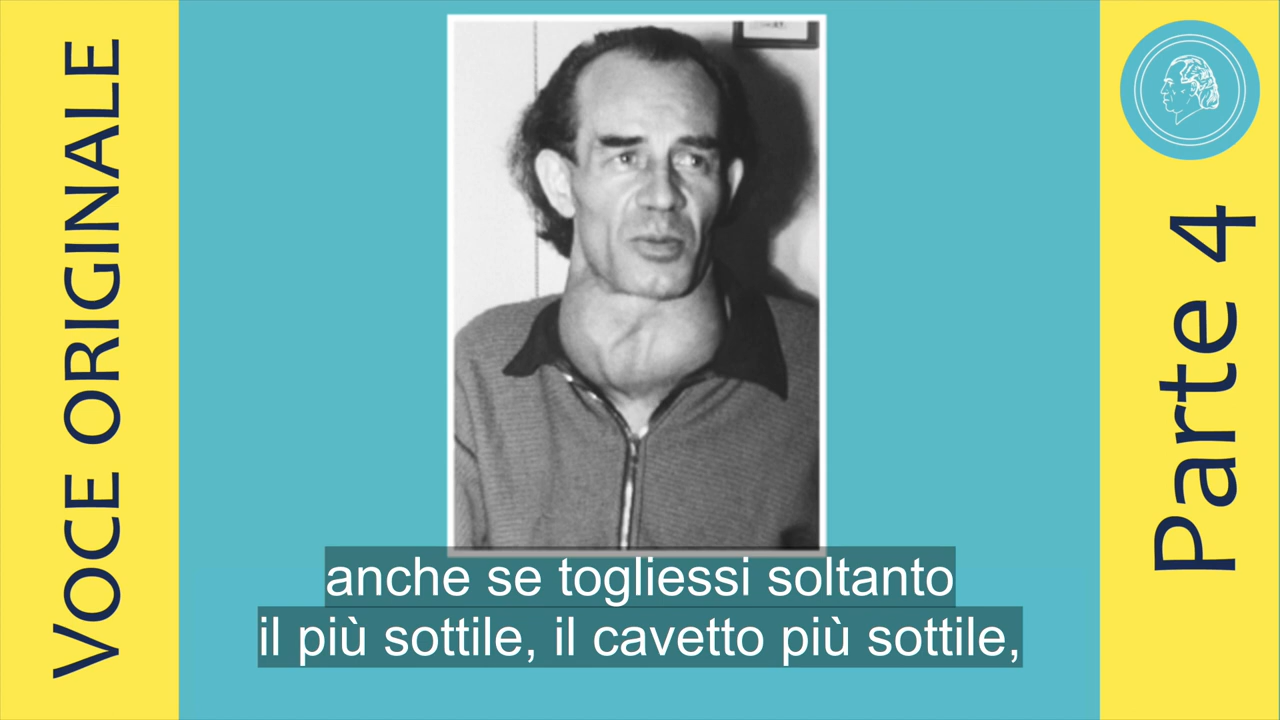 VOCE ORIGINALE
Parte 4
anche se togliessi soltanto
il più sottile, il cavetto più sottile,